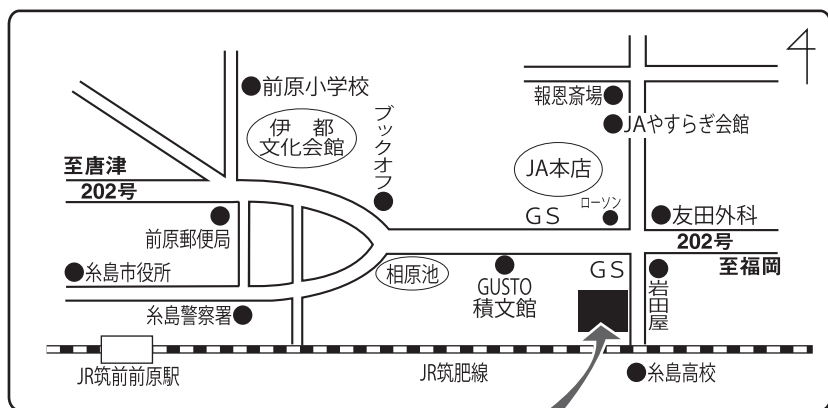 前原小学校
伊 都
文化会館
ブックオフ
報恩斎場
JAやすらぎ会館
JA本店
至唐津
202号
前原郵便局
GS
ローソン
友田外科
202号
至福岡
糸島市役所
相原池
GUSTO
積文館
GS
岩田屋
糸島警察署
JR筑前前原駅
JR筑肥線
糸島高校